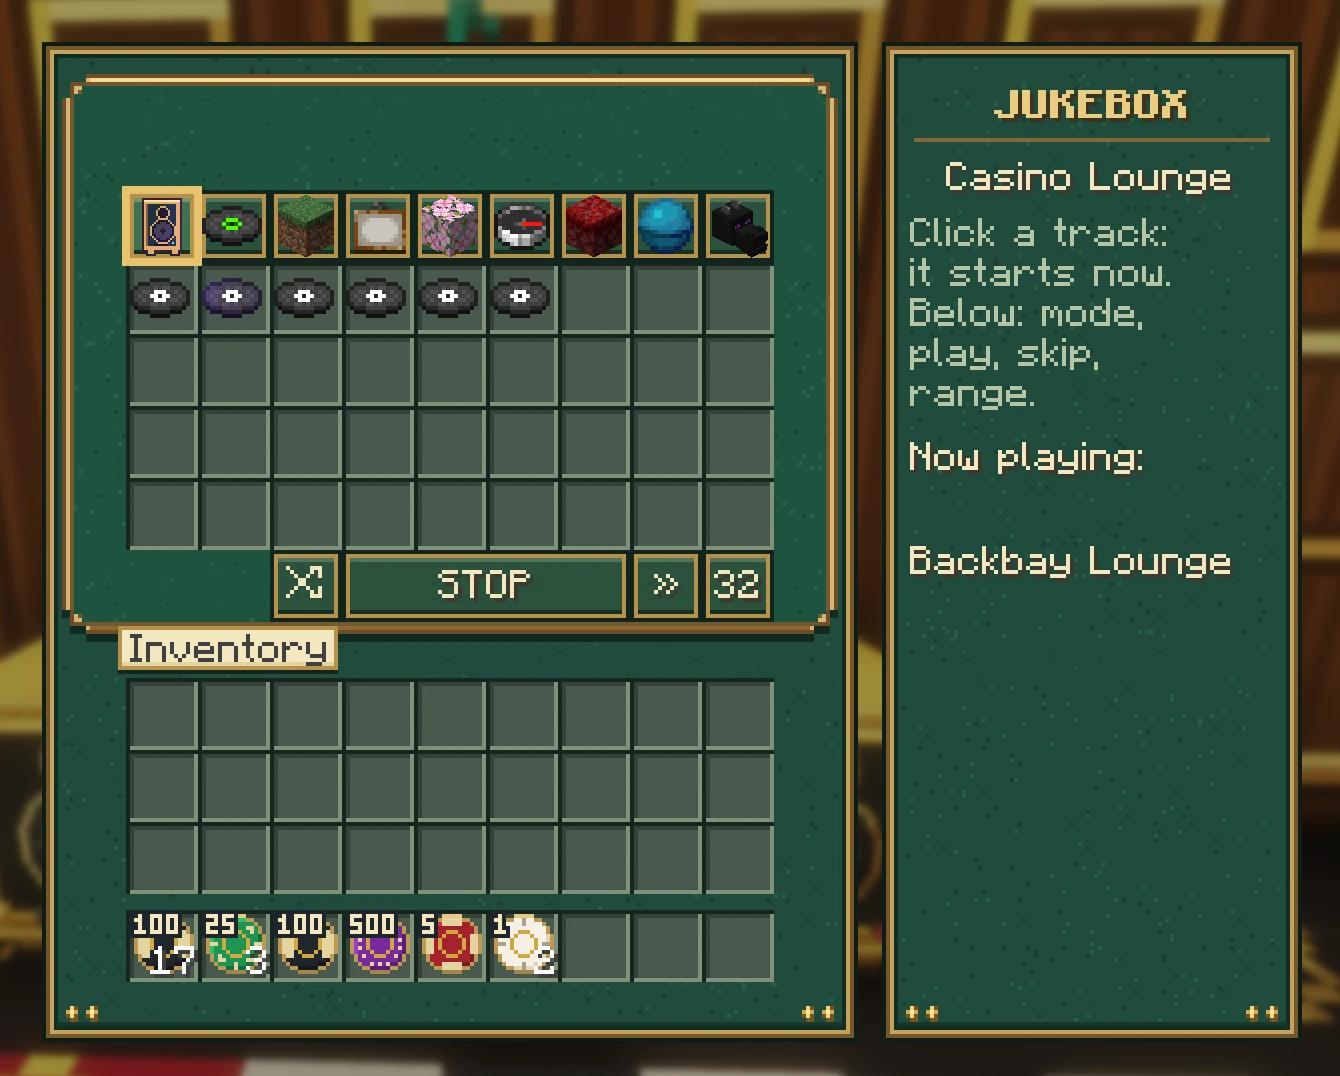 JUKEBOX
Casino Lounge
Click a track:
it starts now.
Below: mode,
play, skip,
range.
Now playing:
Backbay Lounge
STOP
»
32
Inventory
100 25 100 500 5 1
17 3 2